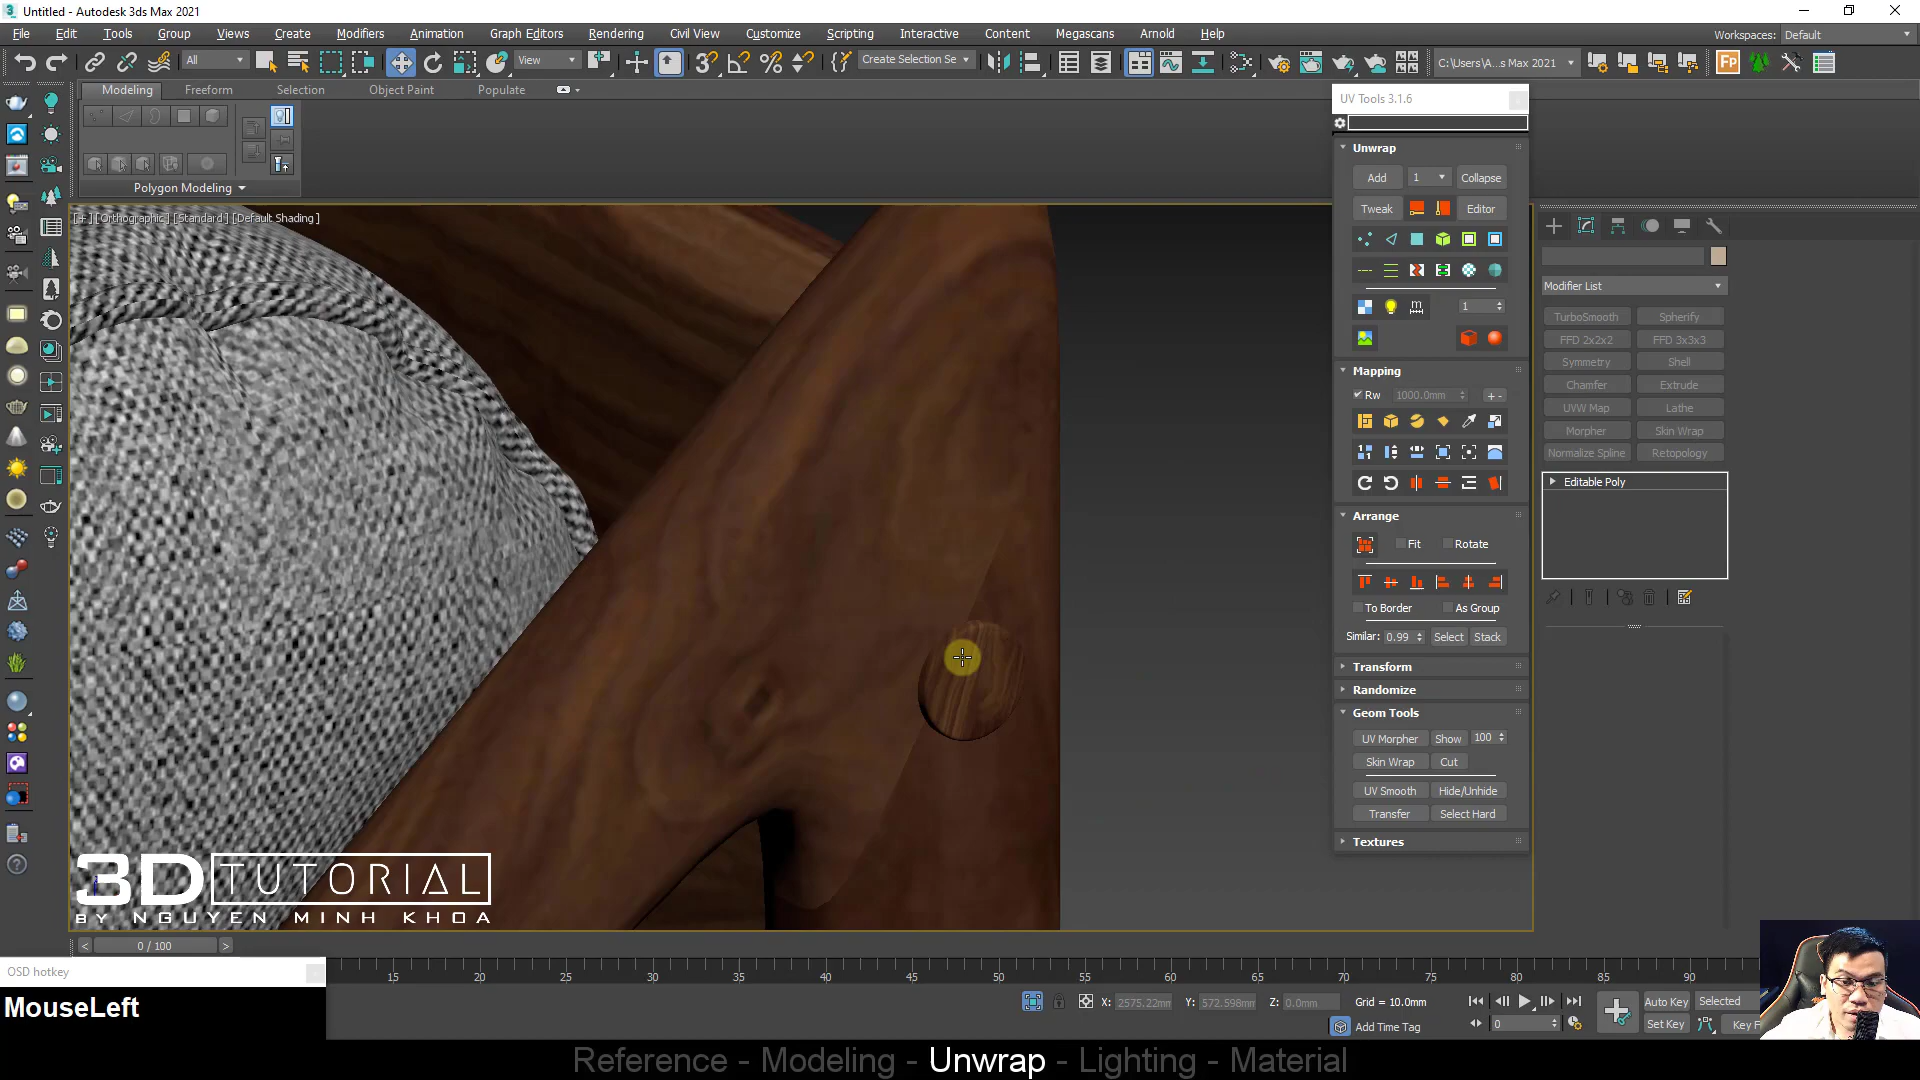 Untitled - Autodesk 3ds Max 2021
File Edit Tools Group Views Create Modifiers Animation Graph Editors Rendering Civil View Customize Scripting Interactive Content Megascans Arnold Help
Workspaces: Default
All View Create Selection Se C:\Users\A...s Max 2021
Modeling Freeform Selection Object Paint Populate
Polygon Modeling
[+] [Orthographic] [Standard] [Default Shading]
UV Tools 3.1.6
Unwrap
Add 1 Collapse
Tweak Editor
1
Mapping
Rw 1000.0mm + -
Arrange
Fit Rotate
To Border As Group
Similar: 0.99 Select Stack
Transform
Randomize
Geom Tools
UV Morpher Show 100
Skin Wrap Cut
UV Smooth Hide/Unhide
Transfer Select Hard
Textures
Modifier List
TurboSmooth Spherify
FFD 2x2x2 FFD 3x3x3
Symmetry Shell
Chamfer Extrude
UVW Map Lathe
Morpher Skin Wrap
Normalize Spline Retopology
Editable Poly
3D TUTORIAL
BY NGUYEN MINH KHOA
< 0 / 100 >
15 20 25 30 35 40 45 50 55 60 65 70 75 80 85 90
OSD hotkey
MouseLeft
X: 2575.22mm Y: 572.598mm Z: 0.0mm Grid = 10.0mm
Add Time Tag
0
Auto Key Selected
Set Key Key F
Reference - Modeling - Unwrap - Lighting - Material